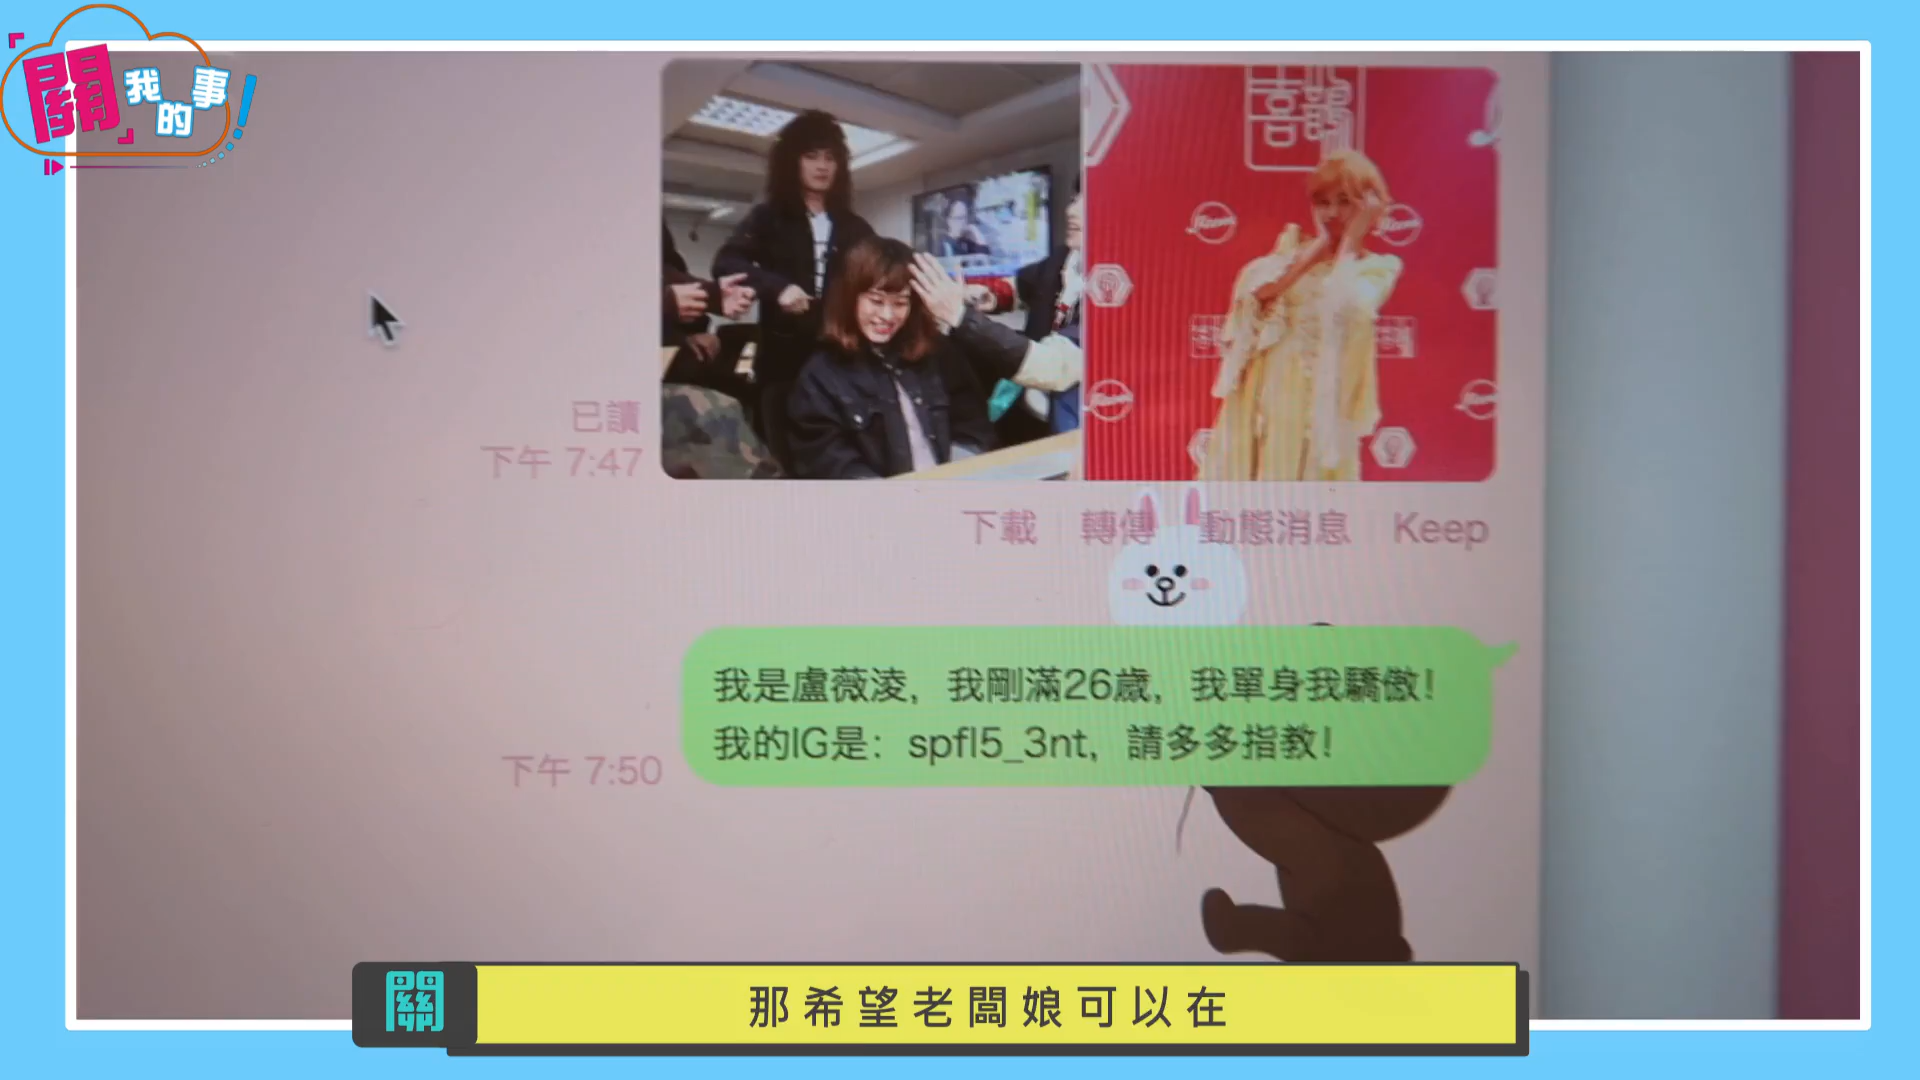 關我的事!
喜鵲
已讀
下午 7:47
下載 轉傳 動態消息 Keep
我是盧薇淩，我剛滿26歲，我單身我驕傲！
我的IG是：spfl5_3nt，請多多指教！
下午 7:50
關
那希望老闆娘可以在